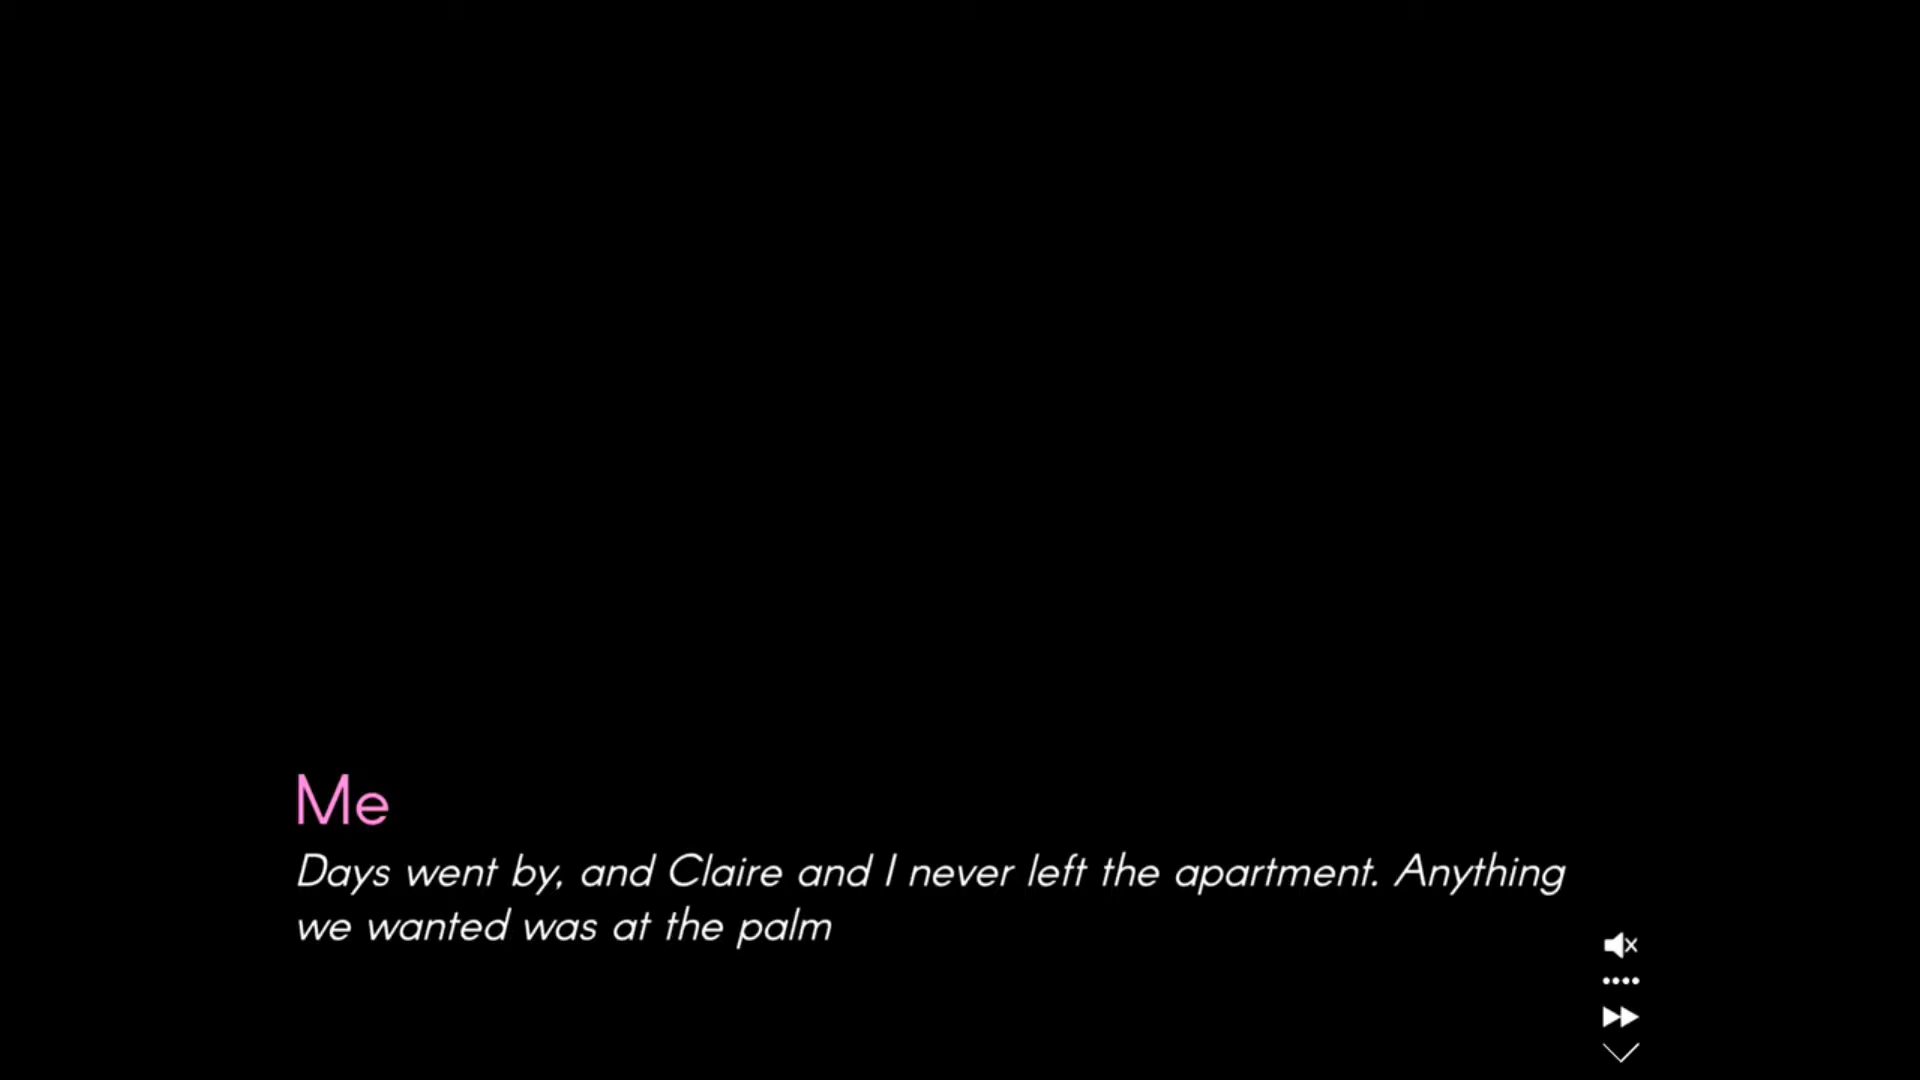 Me
Days went by, and Claire and I never left the apartment. Anything
we wanted was at the palm